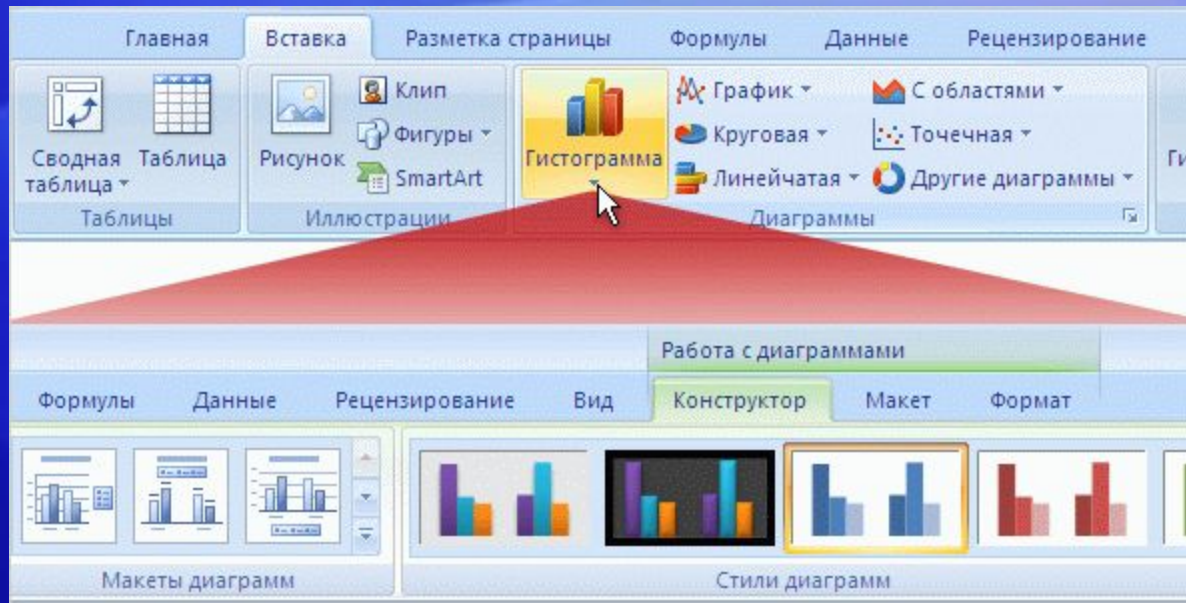 Главная Вставка Разметка страницы Формулы Данные Рецензирование
Сводная таблица
Таблица
Рисунок
Клип
Фигуры
SmartArt
Гистограмма
График
Круговая
Линейчатая
С областями
Точечная
Другие диаграммы
Таблицы Иллюстрации Диаграммы
Работа с диаграммами
Формулы Данные Рецензирование Вид Конструктор Макет Формат
Макеты диаграмм Стили диаграмм